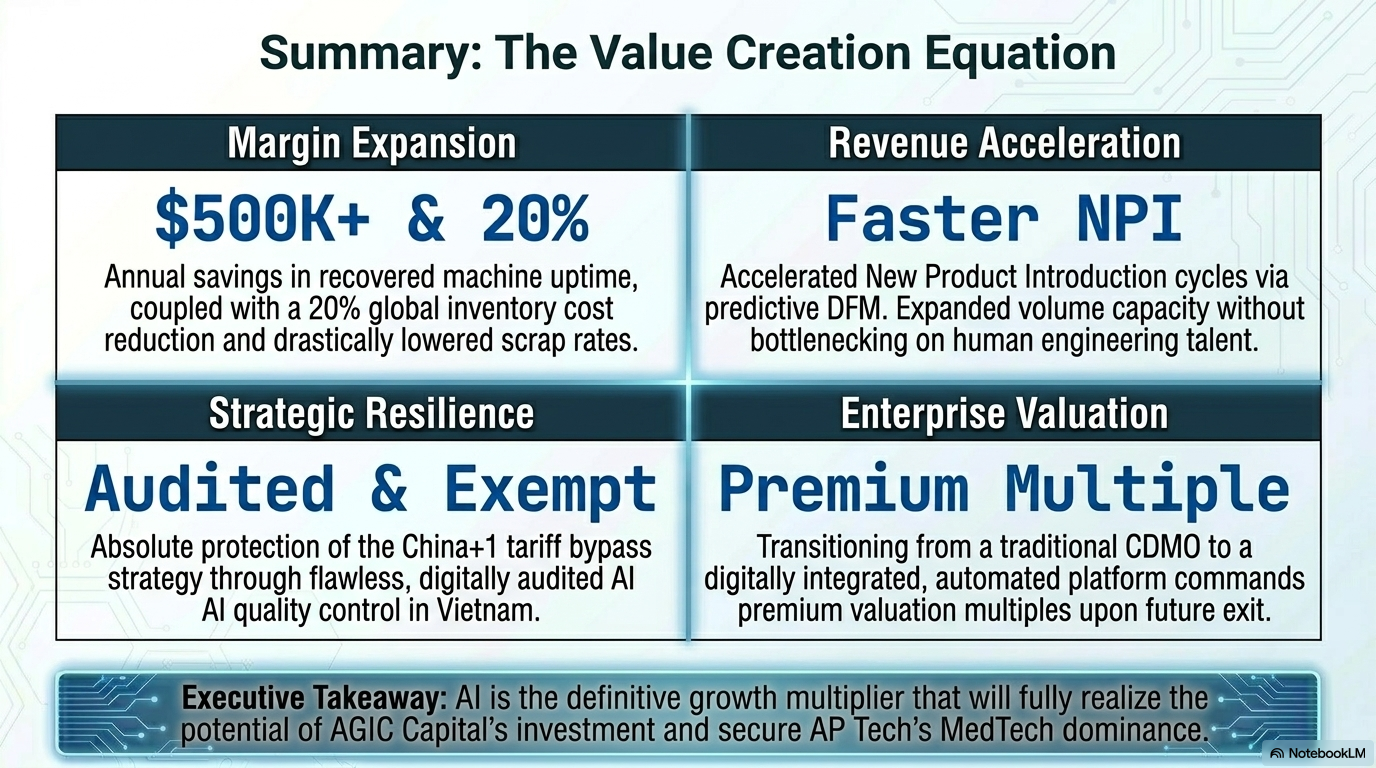 Summary: The Value Creation Equation
Margin Expansion
$500K+ & 20%
Annual savings in recovered machine uptime,
coupled with a 20% global inventory cost
reduction and drastically lowered scrap rates.
Revenue Acceleration
Faster NPI
Accelerated New Product Introduction cycles via
predictive DFM. Expanded volume capacity without
bottlenecking on human engineering talent.
Strategic Resilience
Audited & Exempt
Absolute protection of the China+1 tariff bypass
strategy through flawless, digitally audited AI
AI quality control in Vietnam.
Enterprise Valuation
Premium Multiple
Transitioning from a traditional CDMO to a
digitally integrated, automated platform commands
premium valuation multiples upon future exit.
Executive Takeaway: AI is the definitive growth multiplier that will fully realize the
potential of AGIC Capital's investment and secure AP Tech's MedTech dominance.
NotebookLM